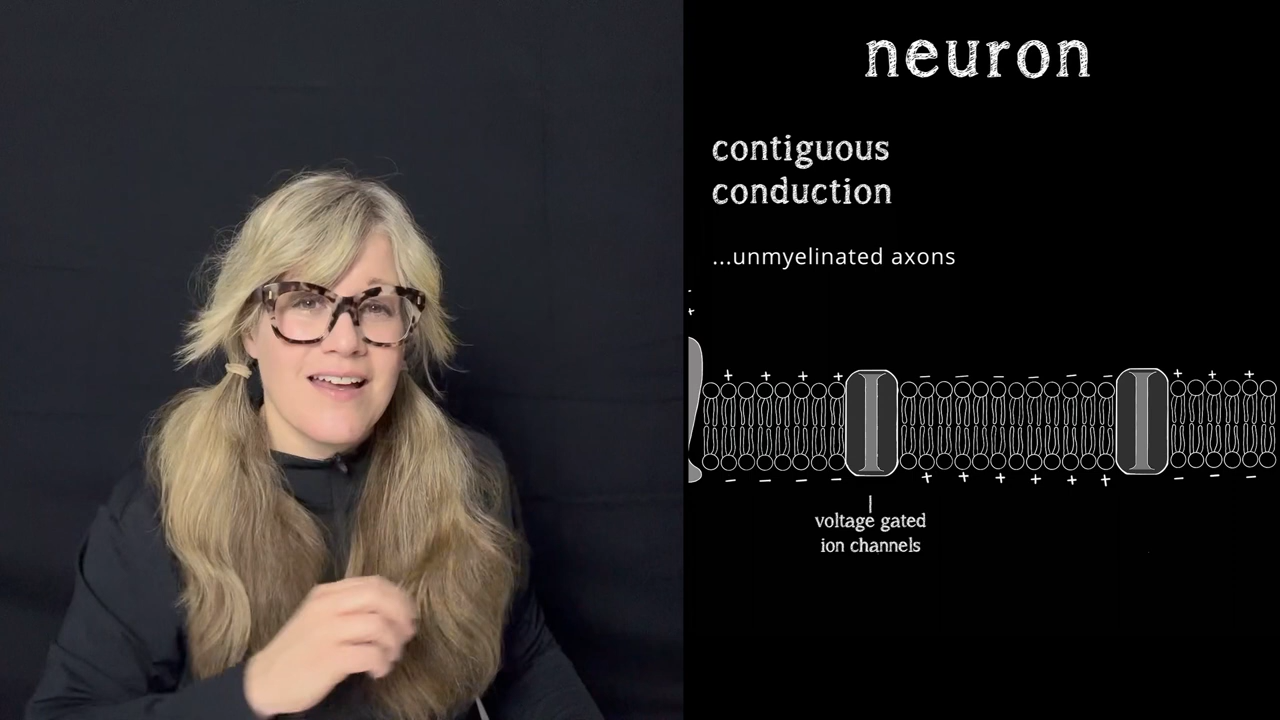 neuron
contiguous
conduction
...unmyelinated axons
+ + + + − − − − − − + + +
− − − − + + + + + + − − −
voltage gated
ion channels